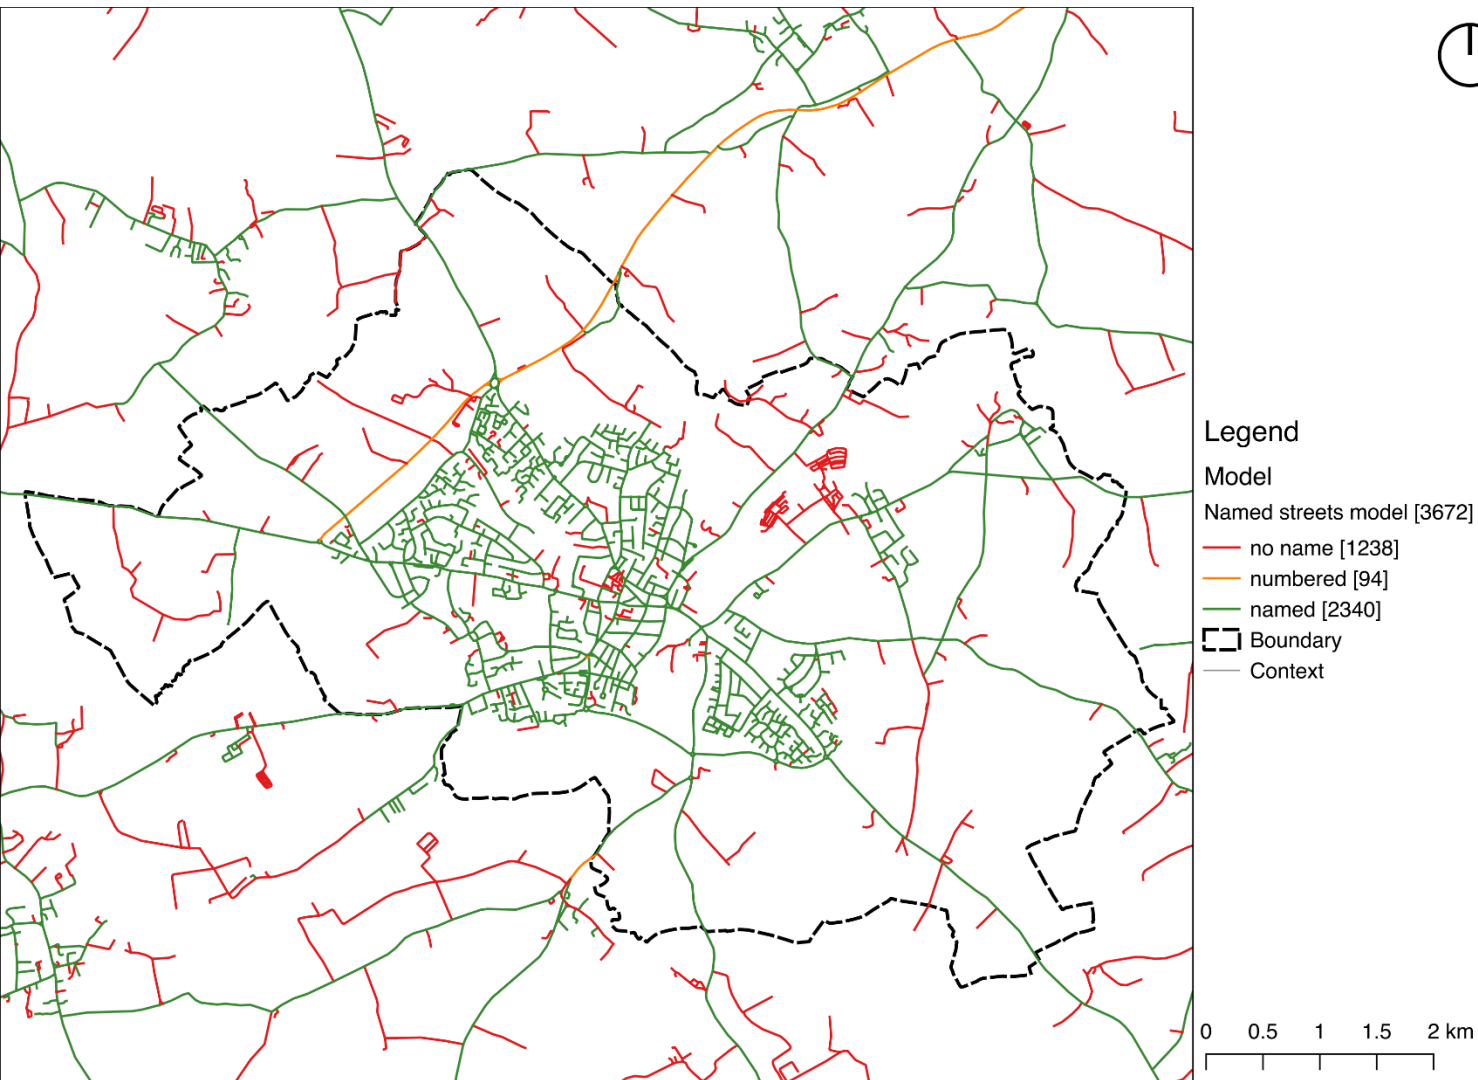 Legend
Model
Named streets model [3672]
no name [1238]
numbered [94]
named [2340]
Boundary
Context
0 0.5 1 1.5 2 km